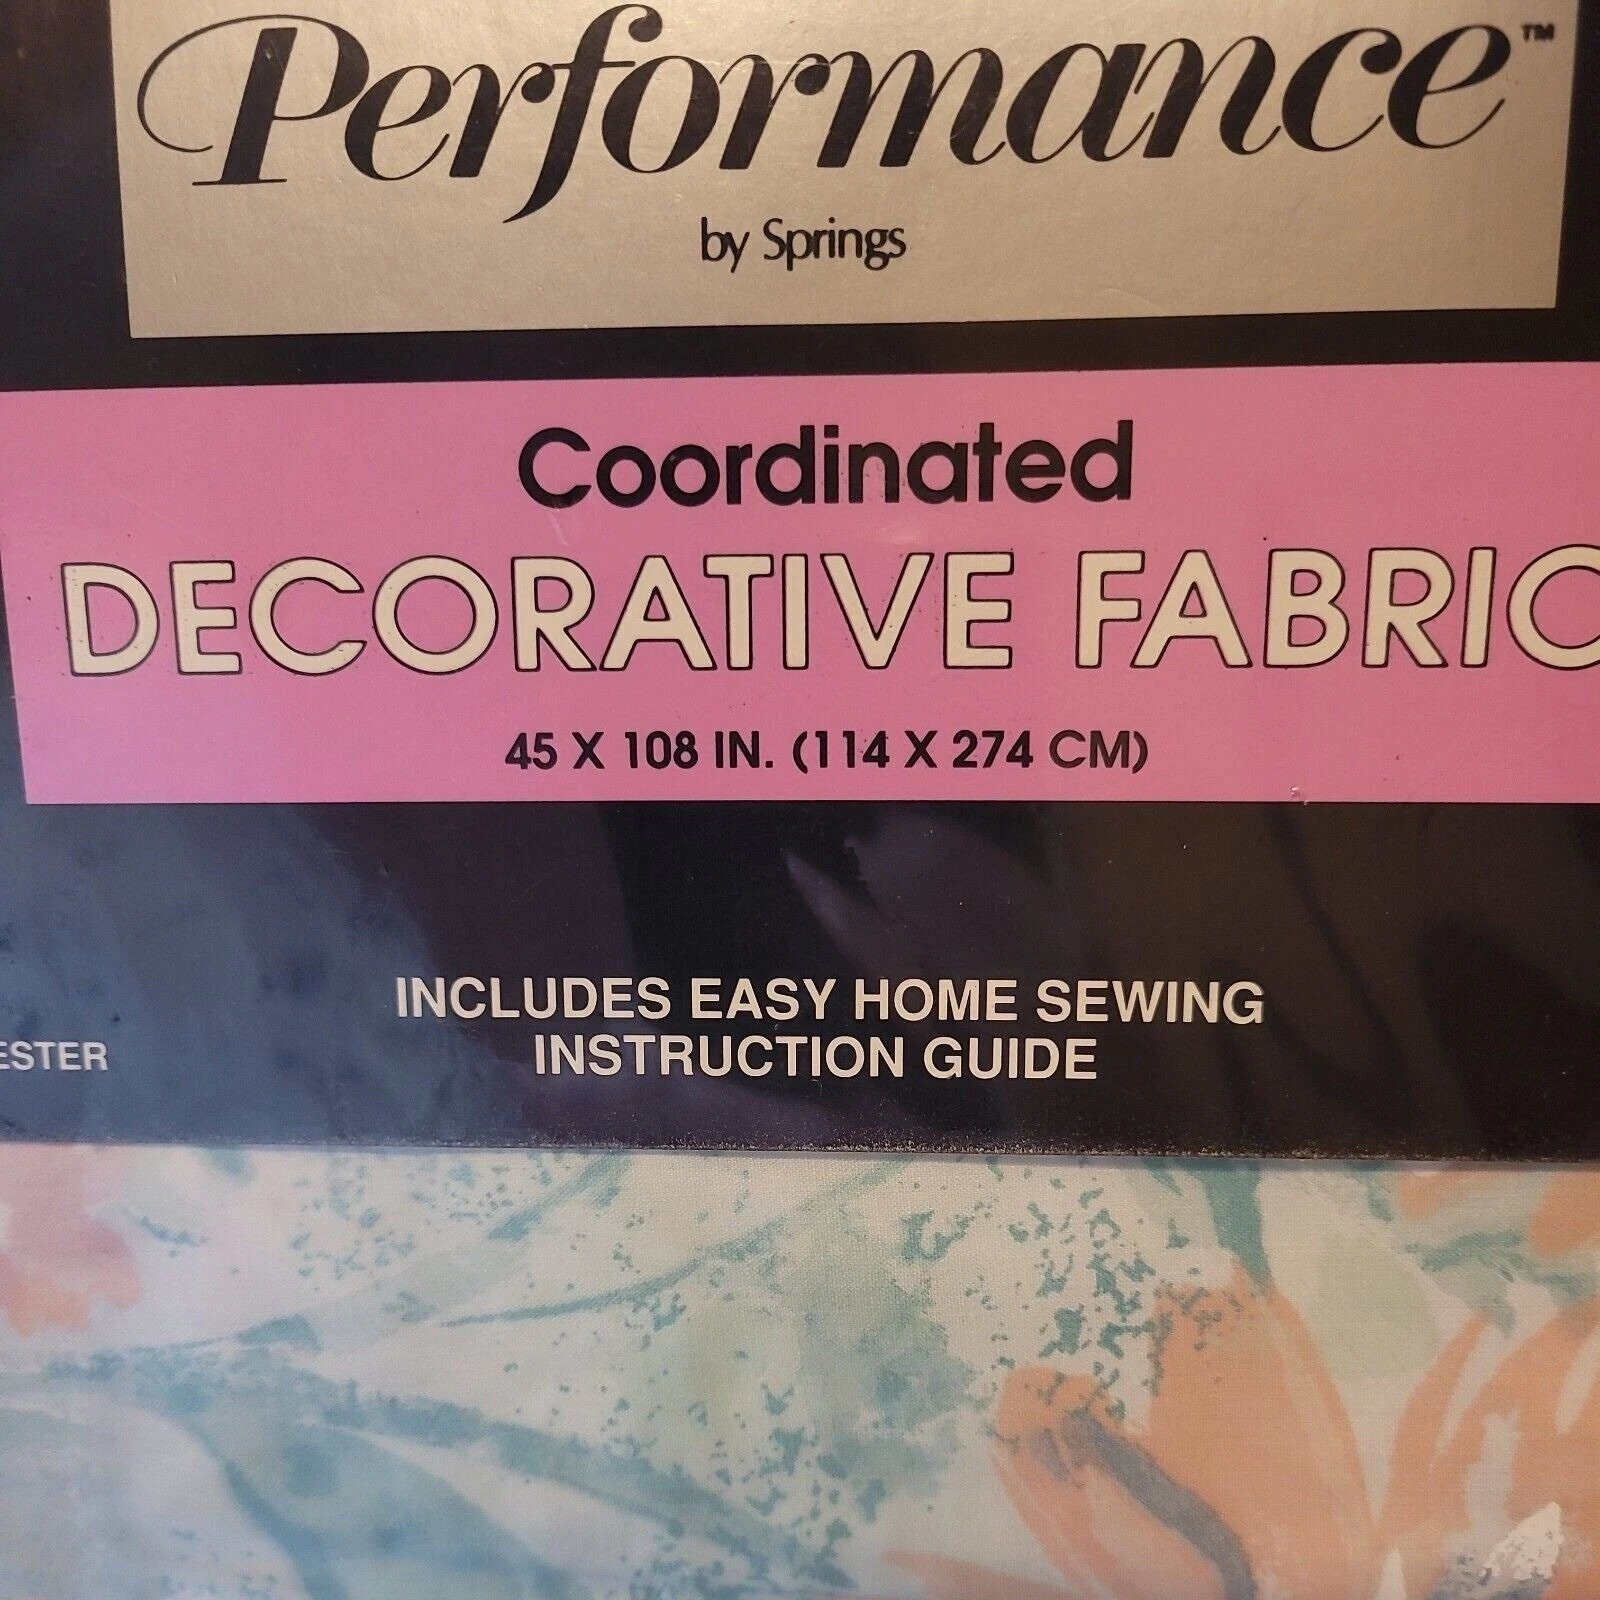 Performance™
by Springs
Coordinated
DECORATIVE FABRIC
45 X 108 IN. (114 X 274 CM)
INCLUDES EASY HOME SEWING
INSTRUCTION GUIDE
ESTER